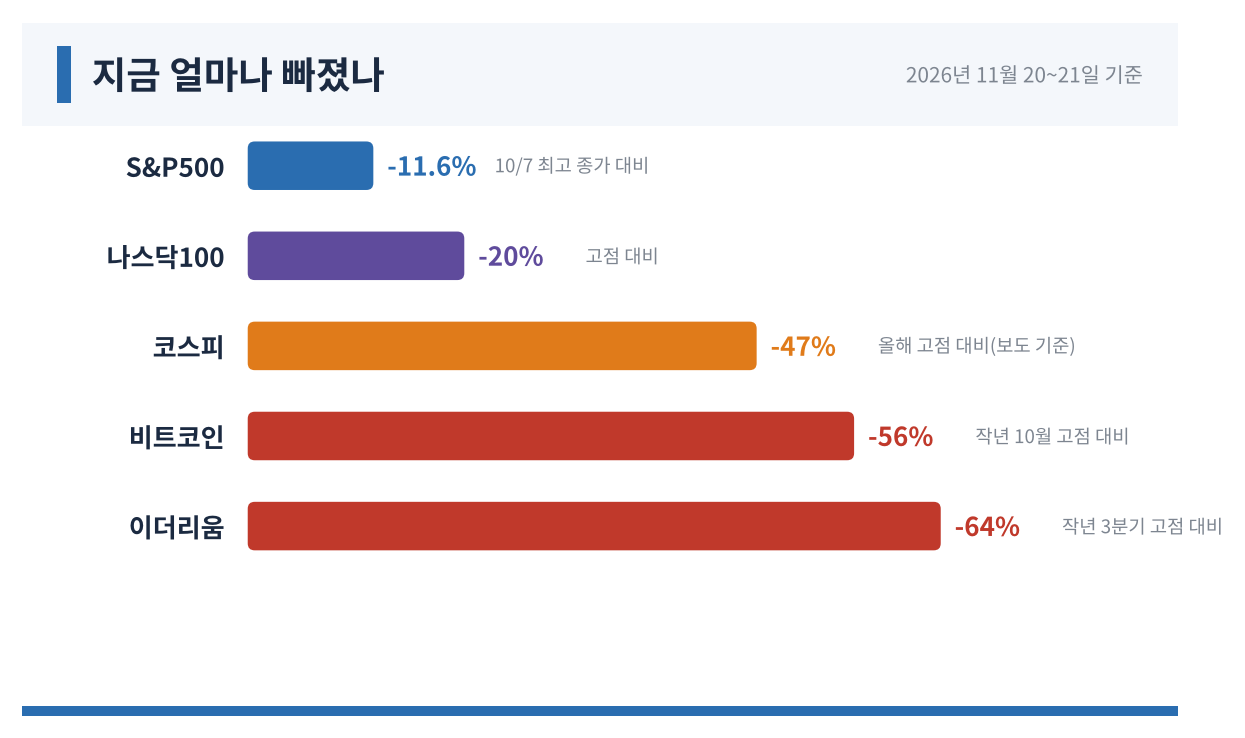 지금 얼마나 빠졌나
2026년 11월 20~21일 기준
S&P500 -11.6% 10/7 최고 종가 대비
나스닥100 -20% 고점 대비
코스피 -47% 올해 고점 대비(보도 기준)
비트코인 -56% 작년 10월 고점 대비
이더리움 -64% 작년 3분기 고점 대비